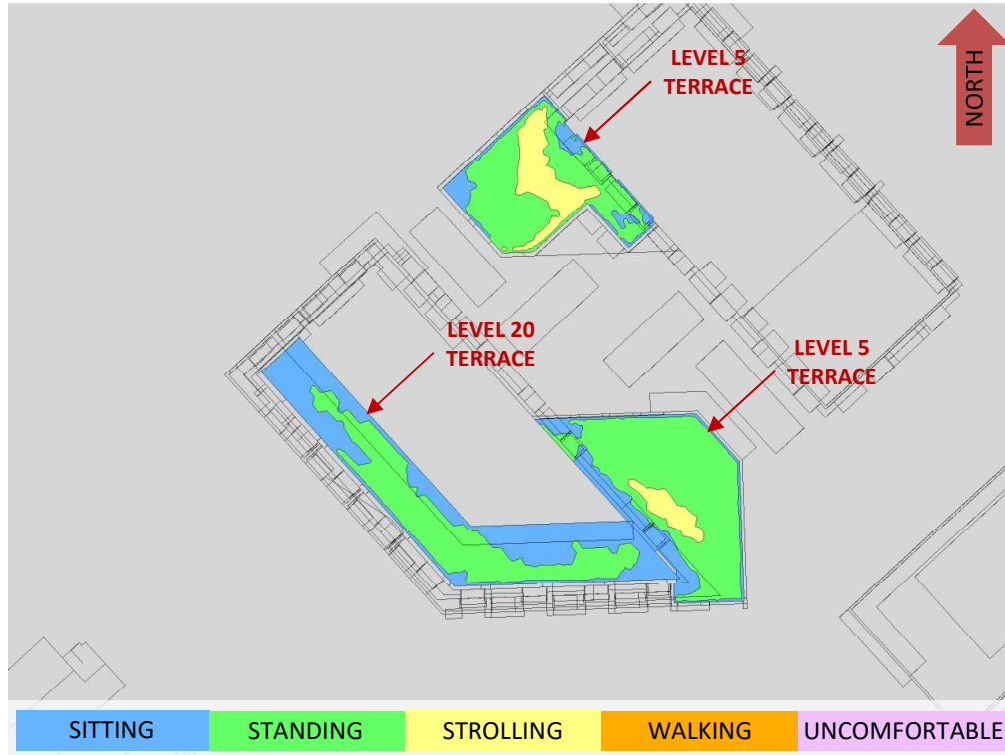 NORTH
LEVEL 5
TERRACE
LEVEL 20
TERRACE
LEVEL 5
TERRACE
SITTING
STANDING
STROLLING
WALKING
UNCOMFORTABLE